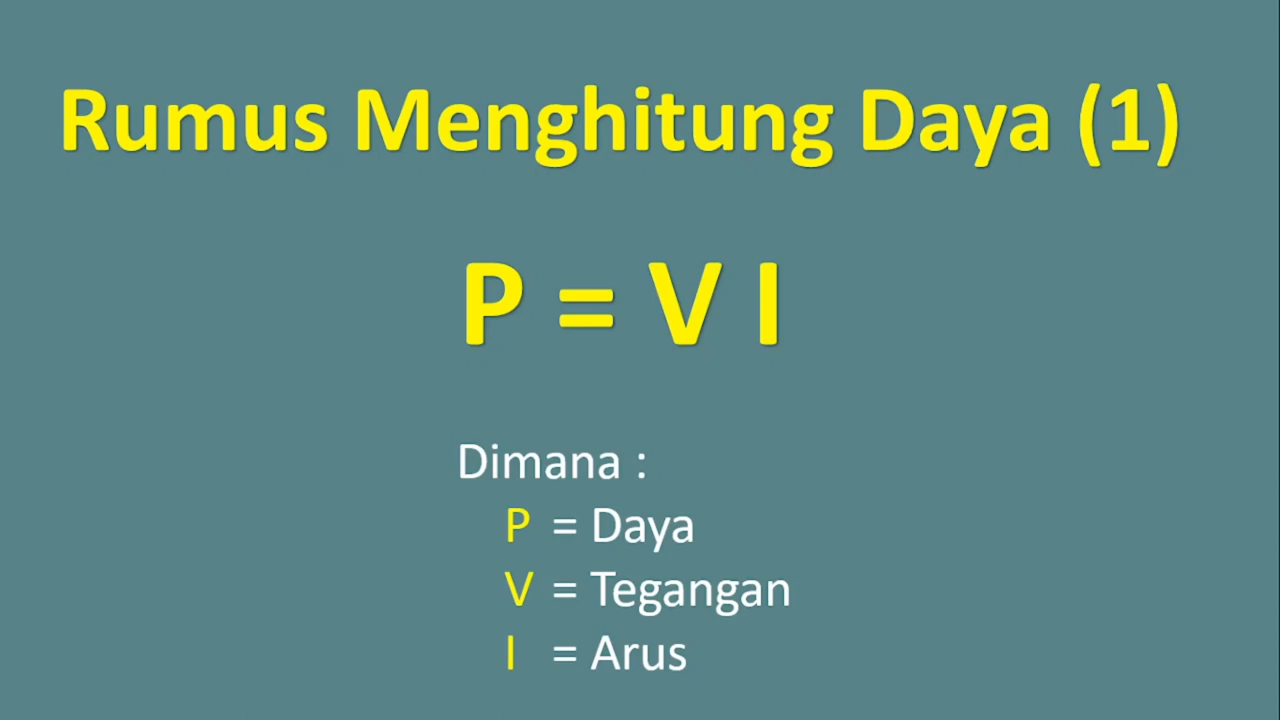 Rumus Menghitung Daya (1)
P = V I
Dimana :
P = Daya
V = Tegangan
I = Arus